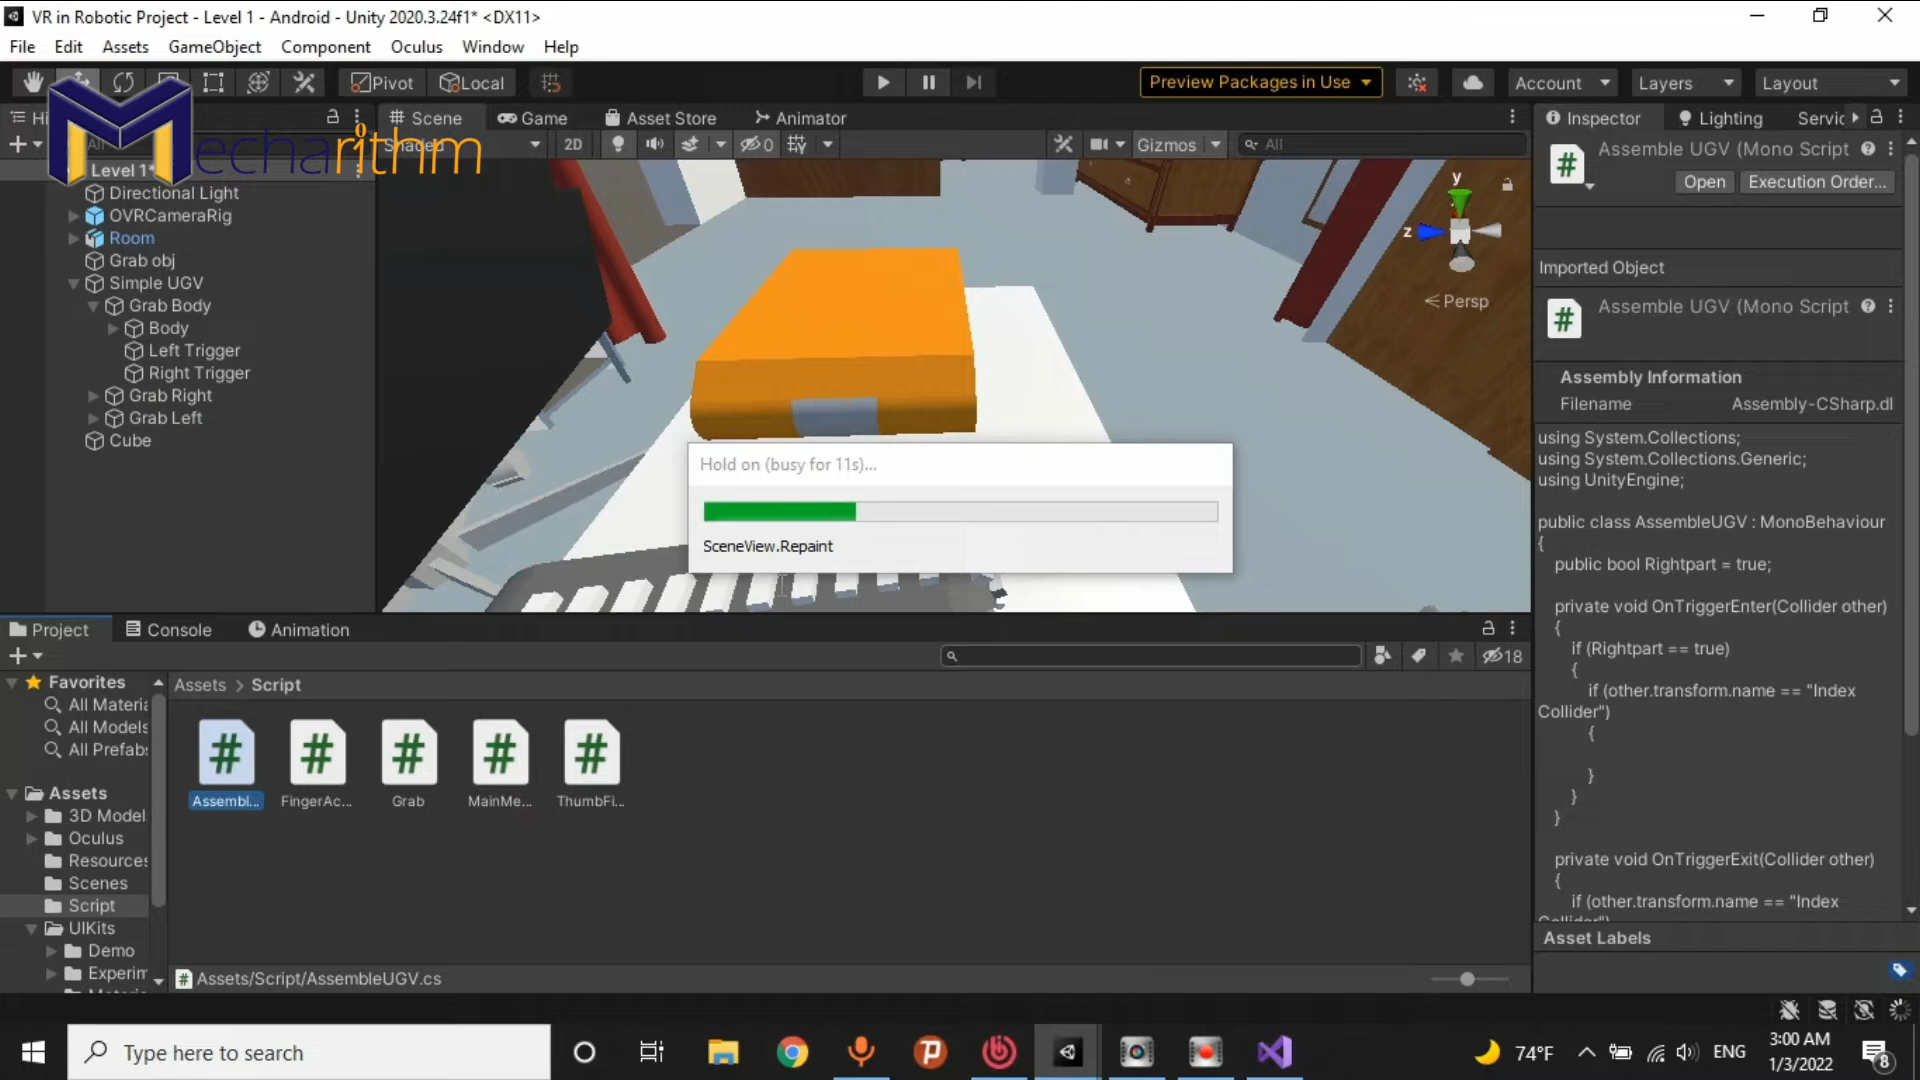 VR in Robotic Project - Level 1 - Android - Unity 2020.3.24f1* <DX11>
File Edit Assets GameObject Component Oculus Window Help
Pivot Local Preview Packages in Use Account Layers Layout
Scene Game Asset Store Animator
Inspector Lighting Servic
2D 0 Gizmos All
Mecharithm
Level 1*
Directional Light
OVRCameraRig
Room
Grab obj
Simple UGV
Grab Body
Body
Left Trigger
Right Trigger
Grab Right
Grab Left
Cube
y
z
Persp
Hold on (busy for 11s)...
SceneView.Repaint
Assemble UGV (Mono Script
Open Execution Order...
Imported Object
Assemble UGV (Mono Script
Assembly Information
Filename Assembly-CSharp.dl
using System.Collections;
using System.Collections.Generic;
using UnityEngine;
public class AssembleUGV : MonoBehaviour
{
public bool Rightpart = true;
private void OnTriggerEnter(Collider other)
{
if (Rightpart == true)
{
if (other.transform.name == "Index
Collider")
{
}
}
}
private void OnTriggerExit(Collider other)
{
if (other.transform.name == "Index
Asset Labels
Project Console Animation
18
Favorites
All Materia
All Models
All Prefabs
Assets
3D Model
Oculus
Resources
Scenes
Script
UIKits
Demo
Experim
Assets > Script
Assembl... FingerAc... Grab MainMe... ThumbFi...
Assets/Script/AssembleUGV.cs
Type here to search
74°F ENG
3:00 AM
1/3/2022
8